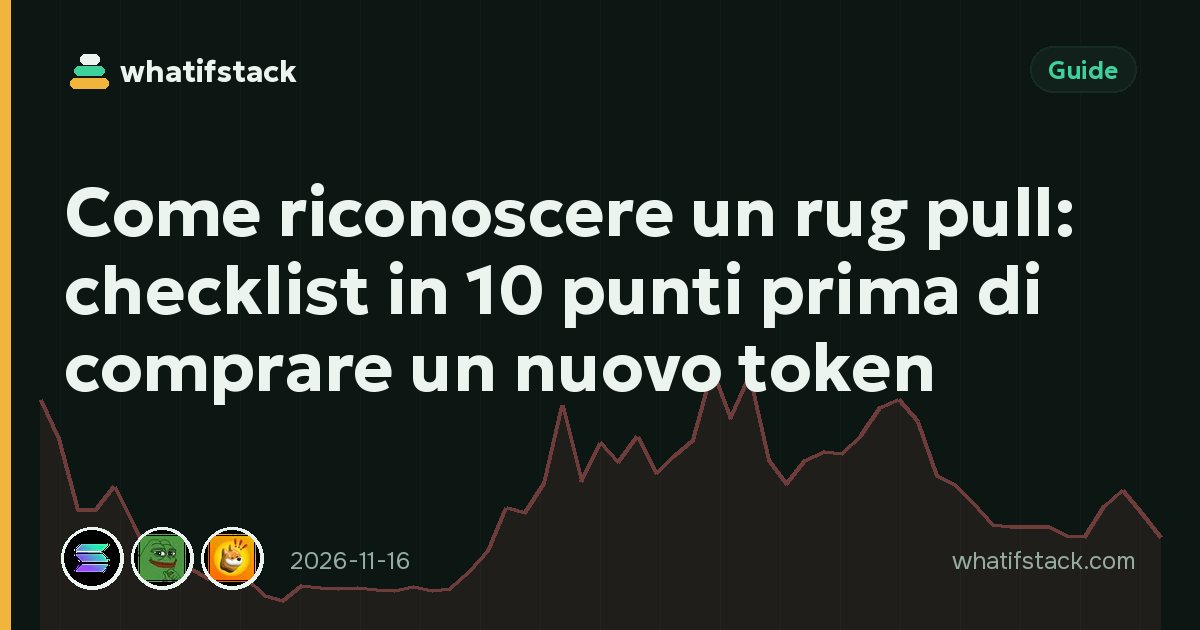 whatifstack
Guide
Come riconoscere un rug pull:
checklist in 10 punti prima di
comprare un nuovo token
2026-11-16
whatifstack.com